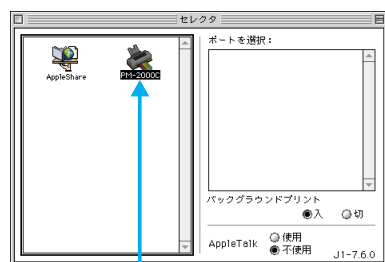 セレクタ
AppleShare
PM-2000C
ポートを選択：
バックグラウンドプリント
入 切
AppleTalk
使用
不使用
J1-7.6.0